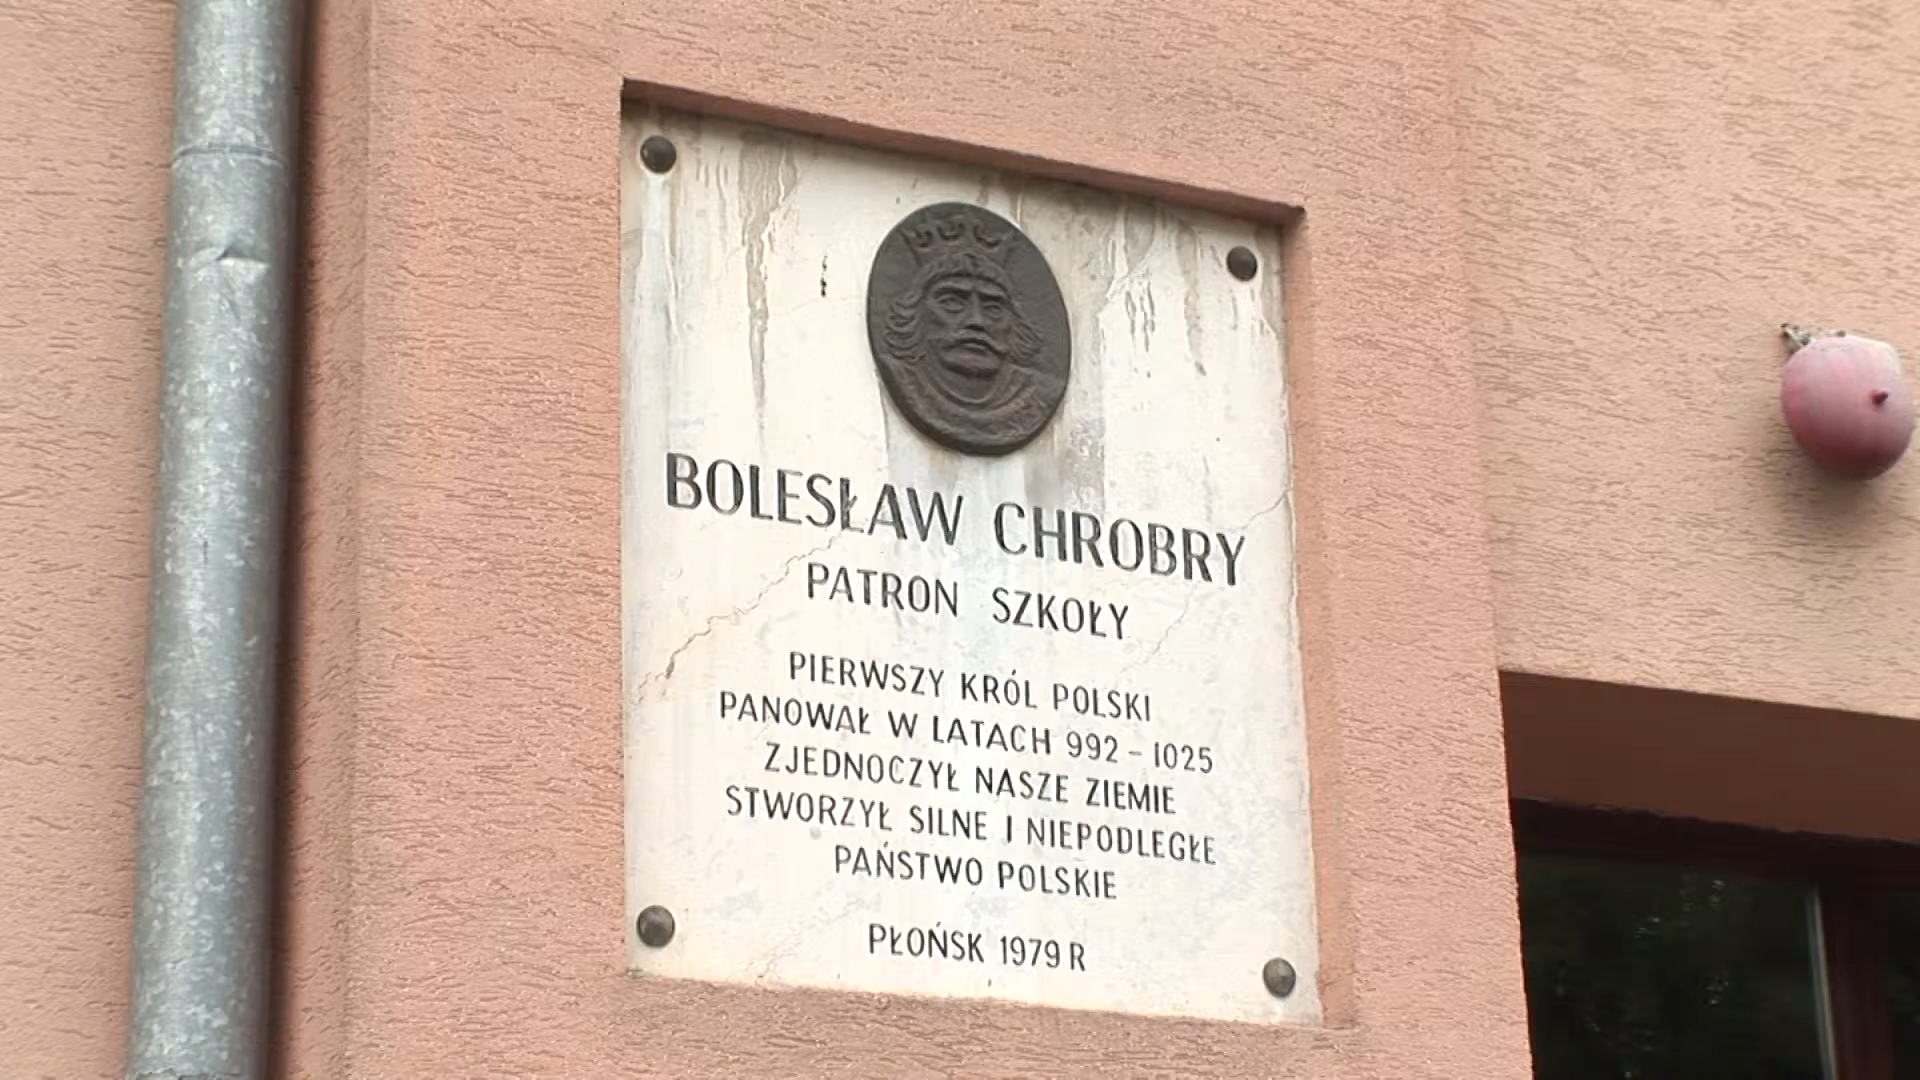 BOLESŁAW CHROBRY
PATRON SZKOŁY
PIERWSZY KRÓL POLSKI
PANOWAŁ W LATACH 992 – 1025
ZJEDNOCZYŁ NASZE ZIEMIE
STWORZYŁ SILNE I NIEPODLEGŁE
PAŃSTWO POLSKIE
PŁOŃSK 1979 R